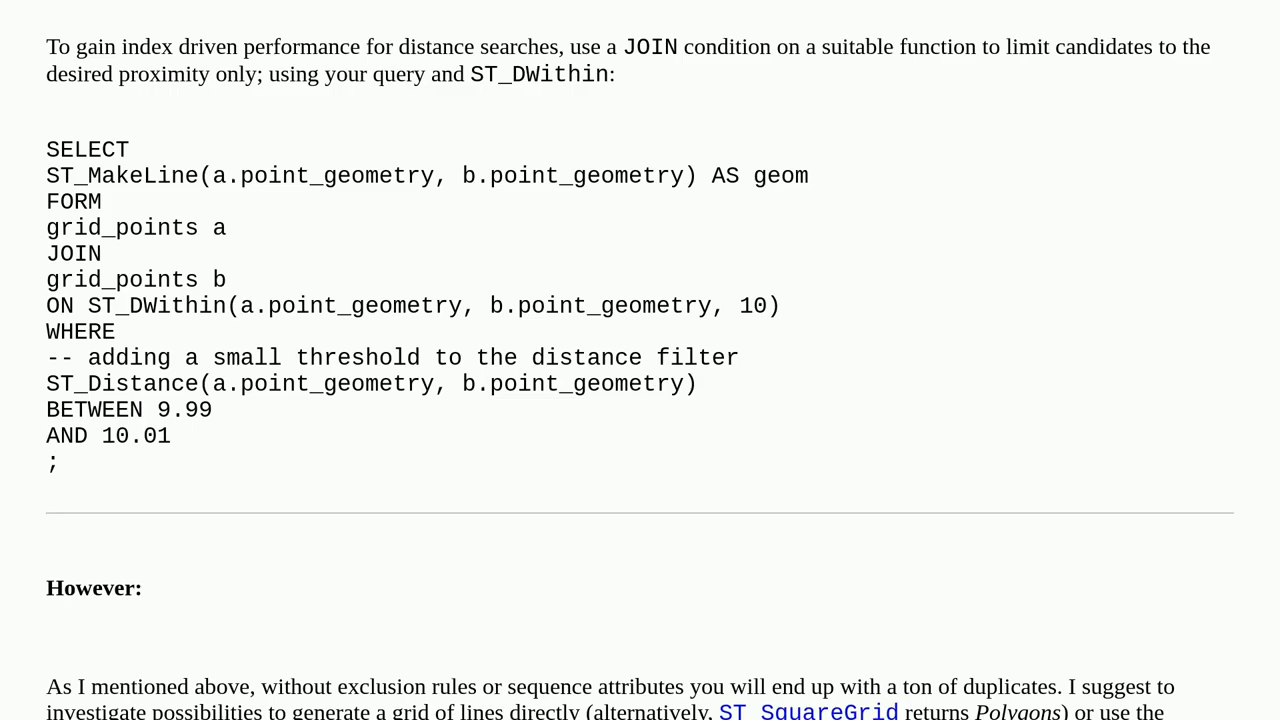 To gain index driven performance for distance searches, use a JOIN condition on a suitable function to limit candidates to the
desired proximity only; using your query and ST_DWithin:
SELECT
ST_MakeLine(a.point_geometry, b.point_geometry) AS geom
FORM
grid_points a
JOIN
grid_points b
ON ST_DWithin(a.point_geometry, b.point_geometry, 10)
WHERE
-- adding a small threshold to the distance filter
ST_Distance(a.point_geometry, b.point_geometry)
BETWEEN 9.99
AND 10.01
;
However:
As I mentioned above, without exclusion rules or sequence attributes you will end up with a ton of duplicates. I suggest to
investigate possibilities to generate a grid of lines directly (alternatively, ST_SquareGrid returns Polygons) or use the